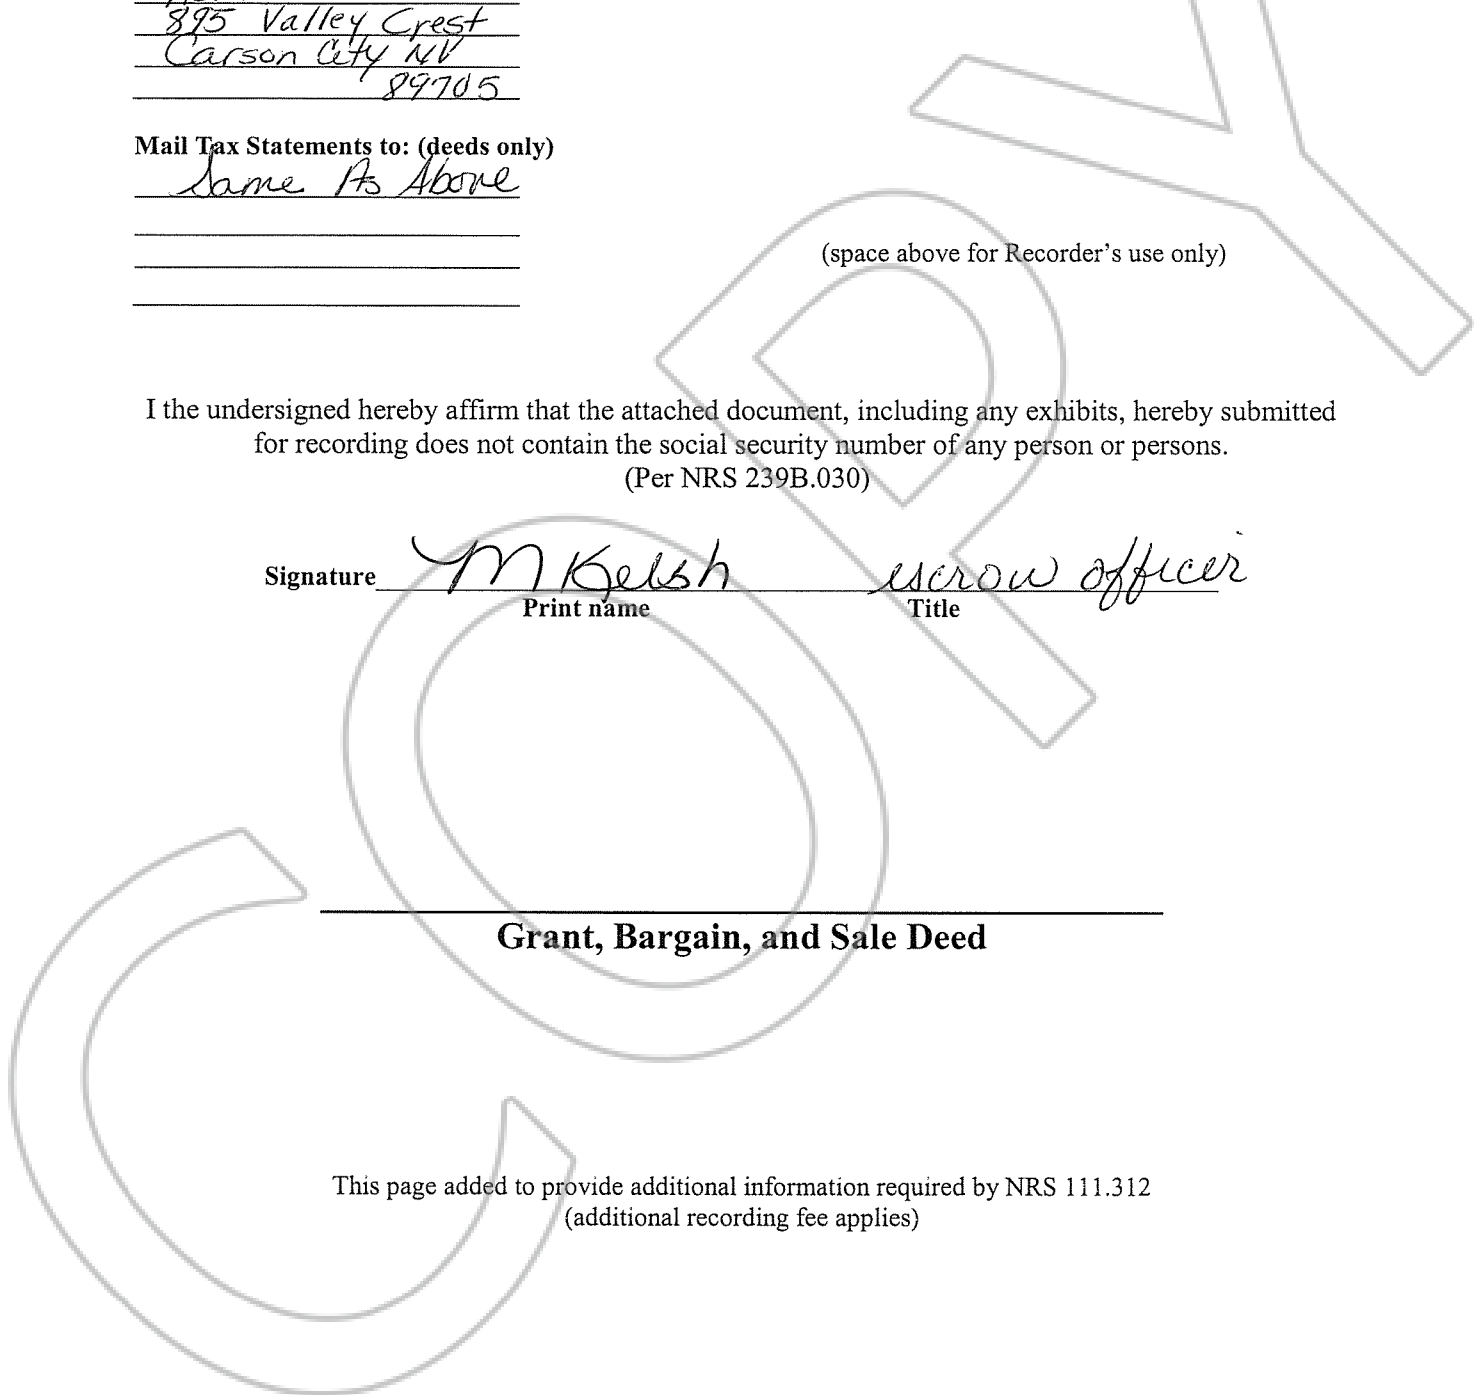 895 Valley Crest
Carson City NV
89705
Mail Tax Statements to: (deeds only)
Same As Above
(space above for Recorder's use only)
I the undersigned hereby affirm that the attached document, including any exhibits, hereby submitted
for recording does not contain the social security number of any person or persons.
(Per NRS 239B.030)
Signature M Kelsh escrow officer
Print name Title
Grant, Bargain, and Sale Deed
This page added to provide additional information required by NRS 111.312
(additional recording fee applies)
COPY